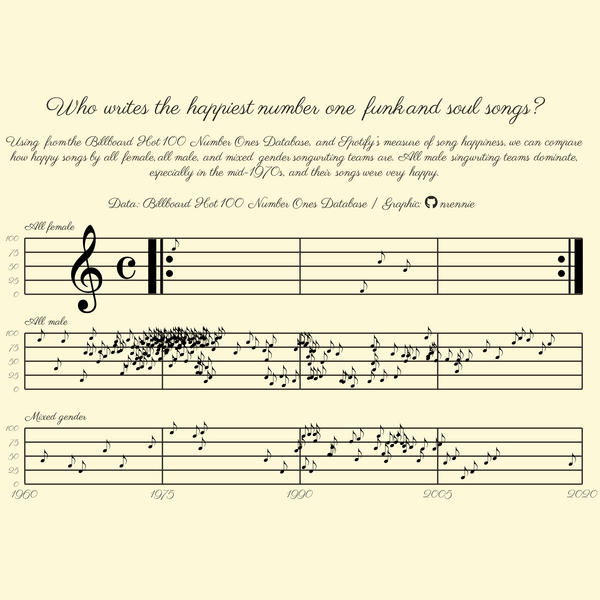 Who writes the happiest number one funk and soul songs?
Using from the Billboard Hot 100 Number Ones Database, and Spotify's measure of song happiness, we can compare
how happy songs by all female, all male, and mixed gender songwriting teams are. All male singwriting teams dominate,
especially in the mid-1970s, and their songs were very happy.
Data: Billboard Hot 100 Number Ones Database / Graphic: nrennie
All female
100
75
50
25
0
All male
100
75
50
25
0
Mixed gender
100
75
50
25
0
1960 1975 1990 2005 2020